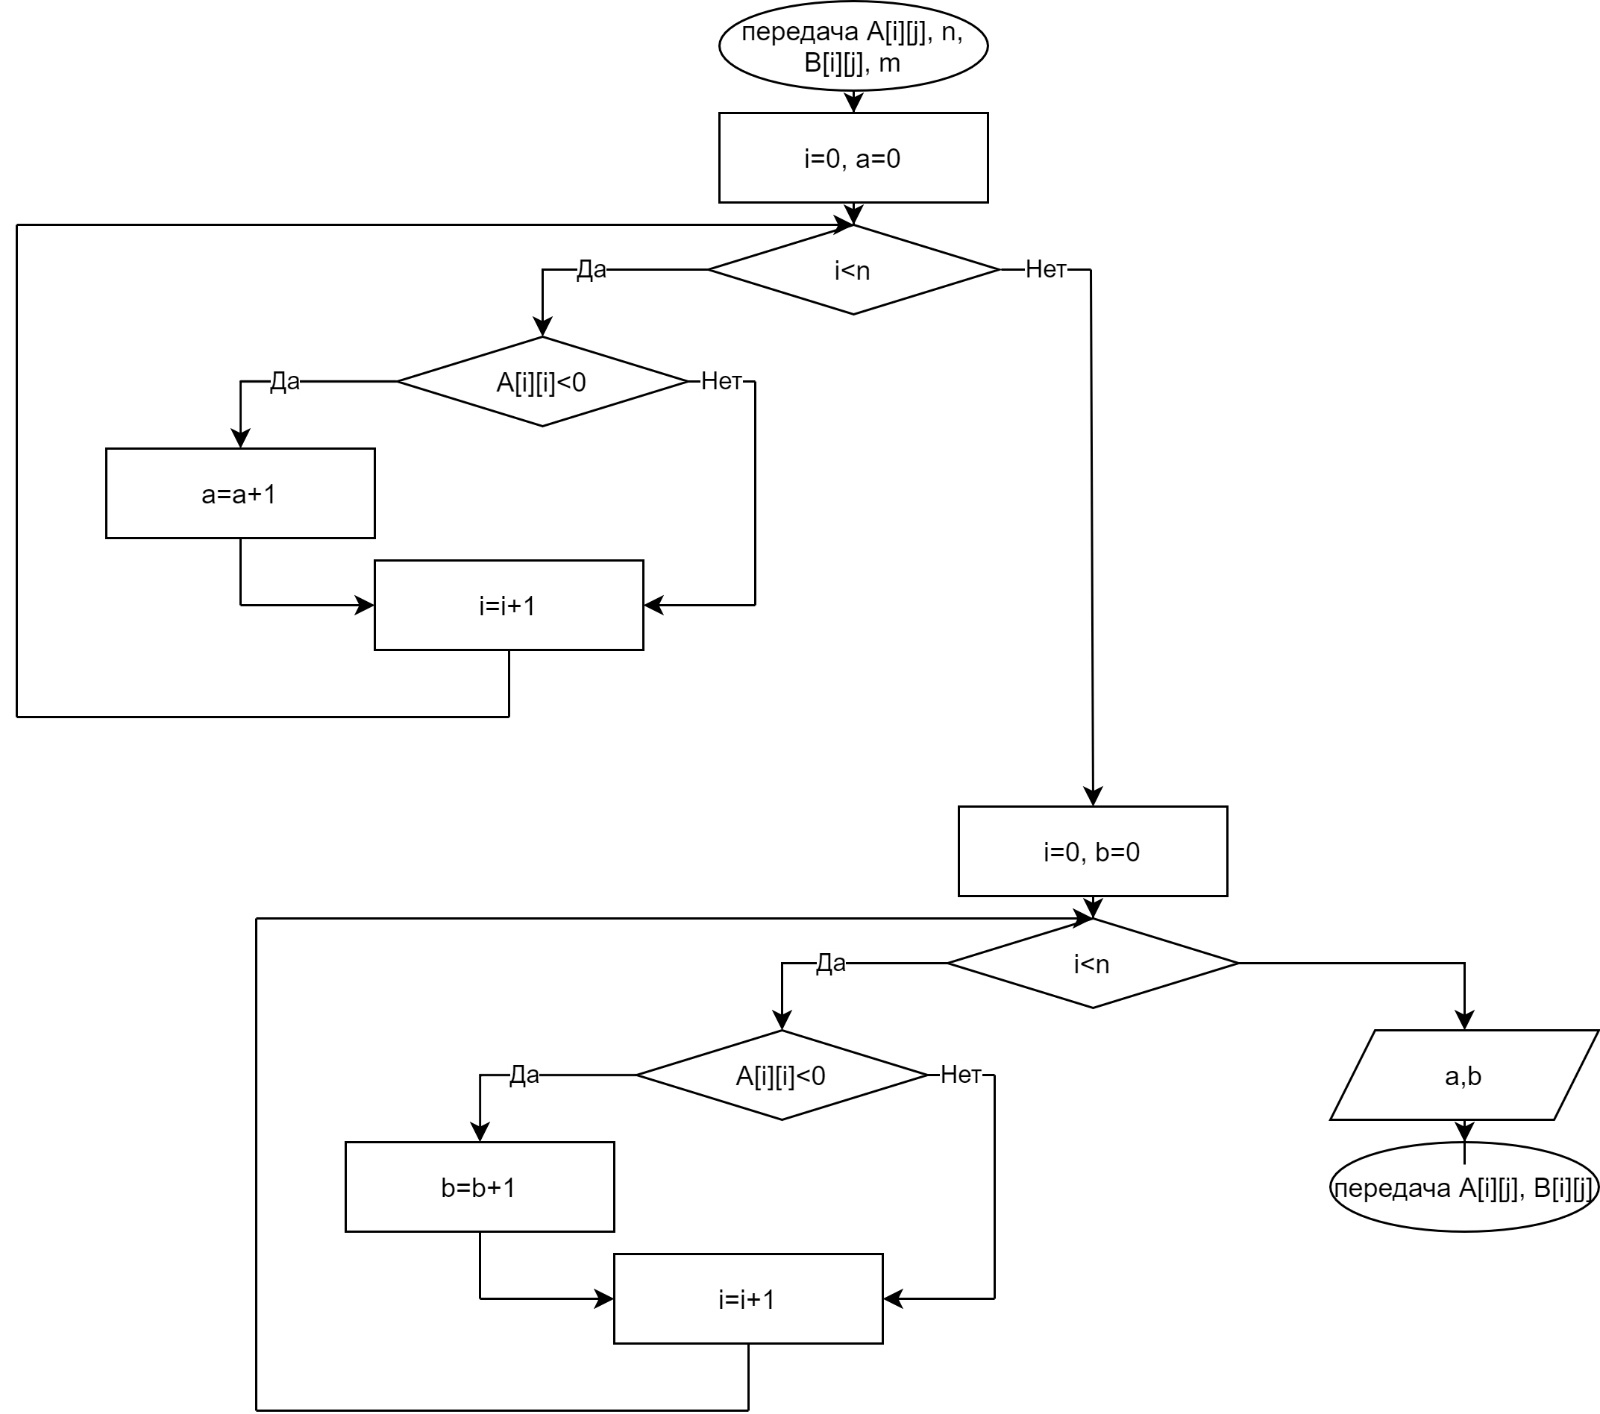 передача A[i][j], n,
B[i][j], m
i=0, a=0
i<n
Да
Нет
A[i][i]<0
Да
Нет
a=a+1
i=i+1
i=0, b=0
i<n
Да
A[i][i]<0
Да
Нет
a,b
b=b+1
передача A[i][j], B[i][j]
i=i+1